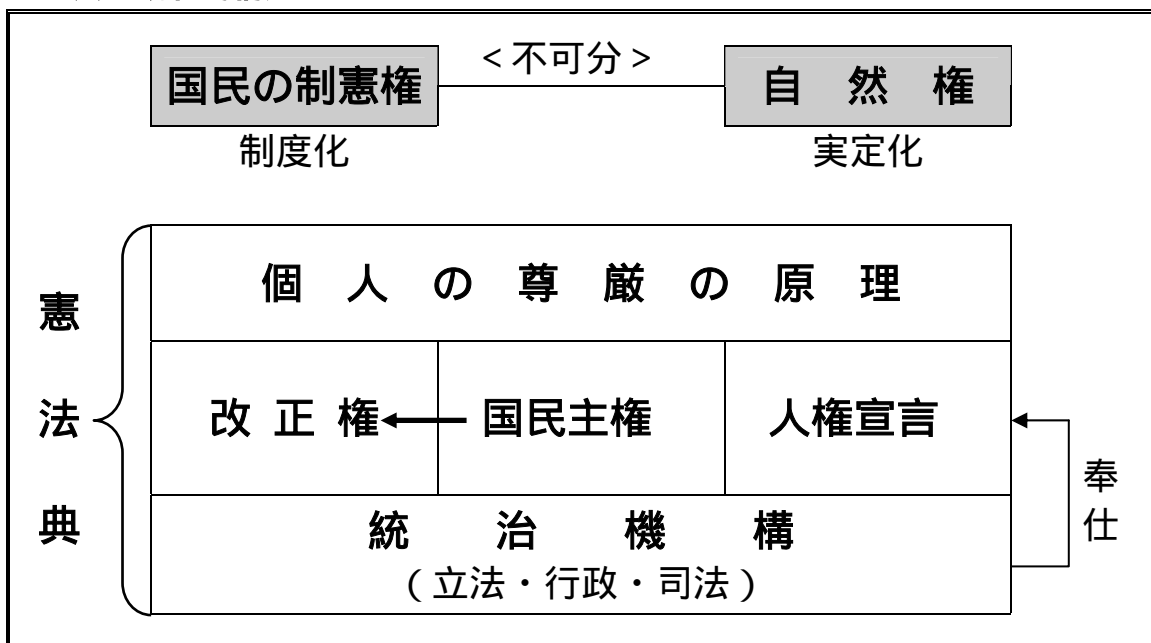 ＜不可分＞
国民の制憲権 自然権
制度化 実定化
憲法典
個人の尊厳の原理
改正権 国民主権 人権宣言
奉仕
統治機構
（立法・行政・司法）